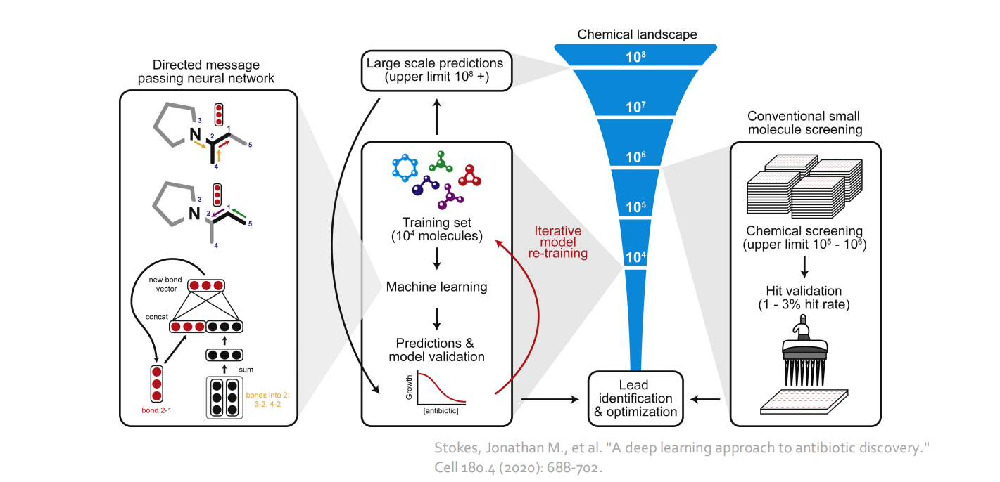 Directed message
passing neural network
3
N
2
1
5
4
3
N
2
1
5
4
new bond
vector
concat
sum
bond 2-1
bonds into 2:
3-2, 4-2
Large scale predictions
(upper limit 10⁸ +)
Training set
(10⁴ molecules)
Machine learning
Predictions &
model validation
Growth
[antibiotic]
Iterative
model
re-training
Chemical landscape
10⁸
10⁷
10⁶
10⁵
10⁴
Lead
identification
& optimization
Conventional small
molecule screening
Chemical screening
(upper limit 10⁵ - 10⁶)
Hit validation
(1 - 3% hit rate)
Stokes, Jonathan M., et al. "A deep learning approach to antibiotic discovery."
Cell 180.4 (2020): 688-702.